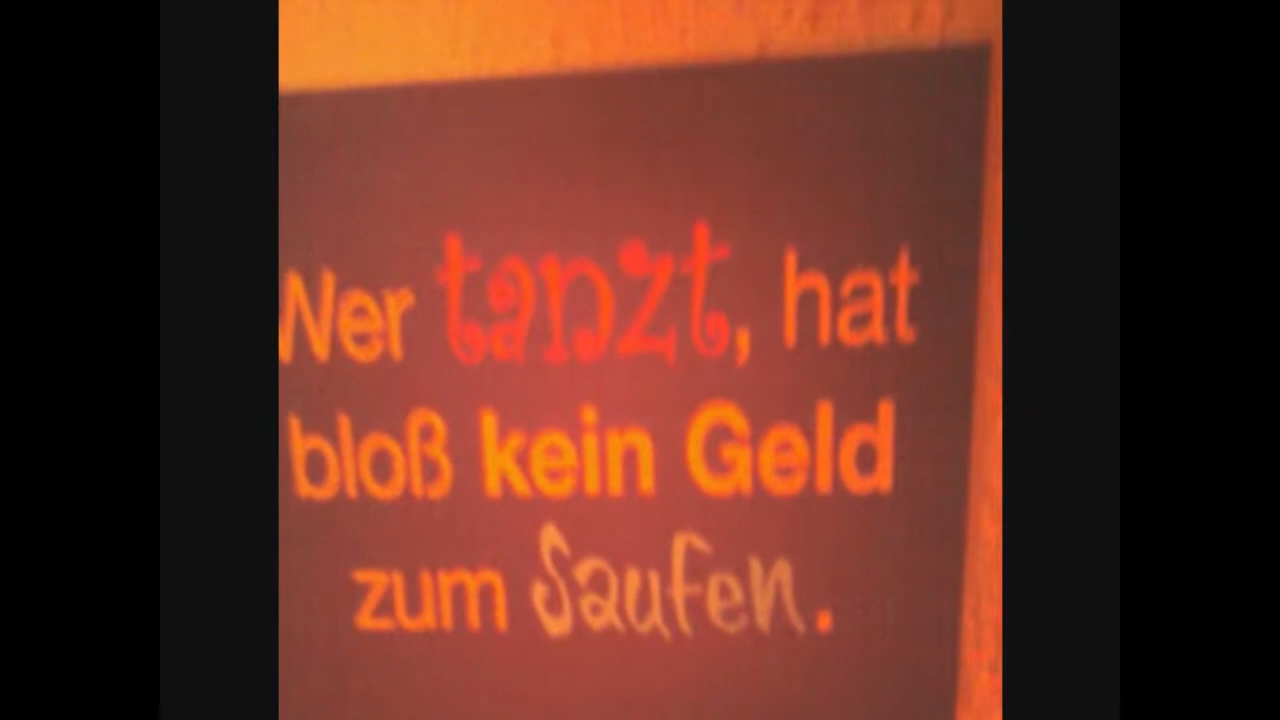 Wer tanzt, hat
bloß kein Geld
zum Saufen.